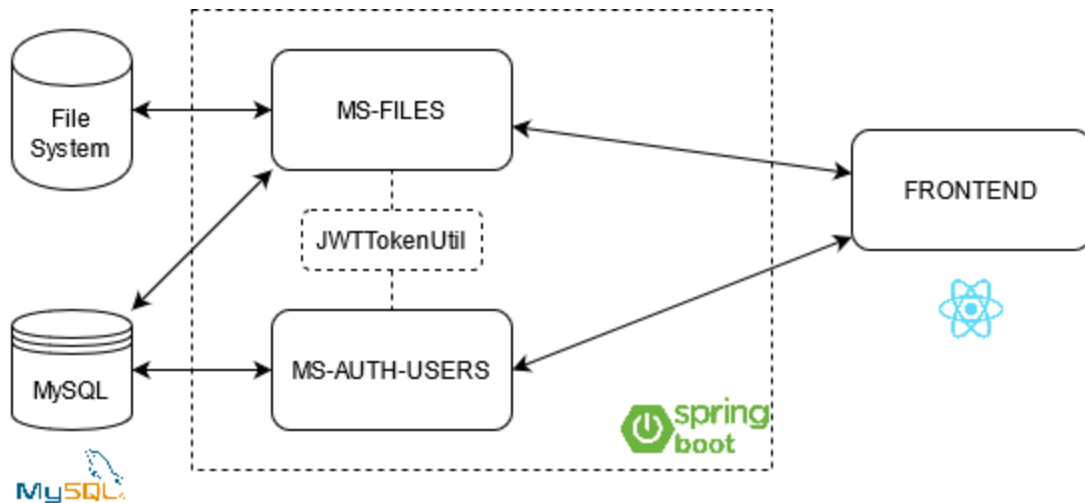 File
System
MS-FILES
FRONTEND
JWTTokenUtil
MySQL
MS-AUTH-USERS
spring
boot
MySQL